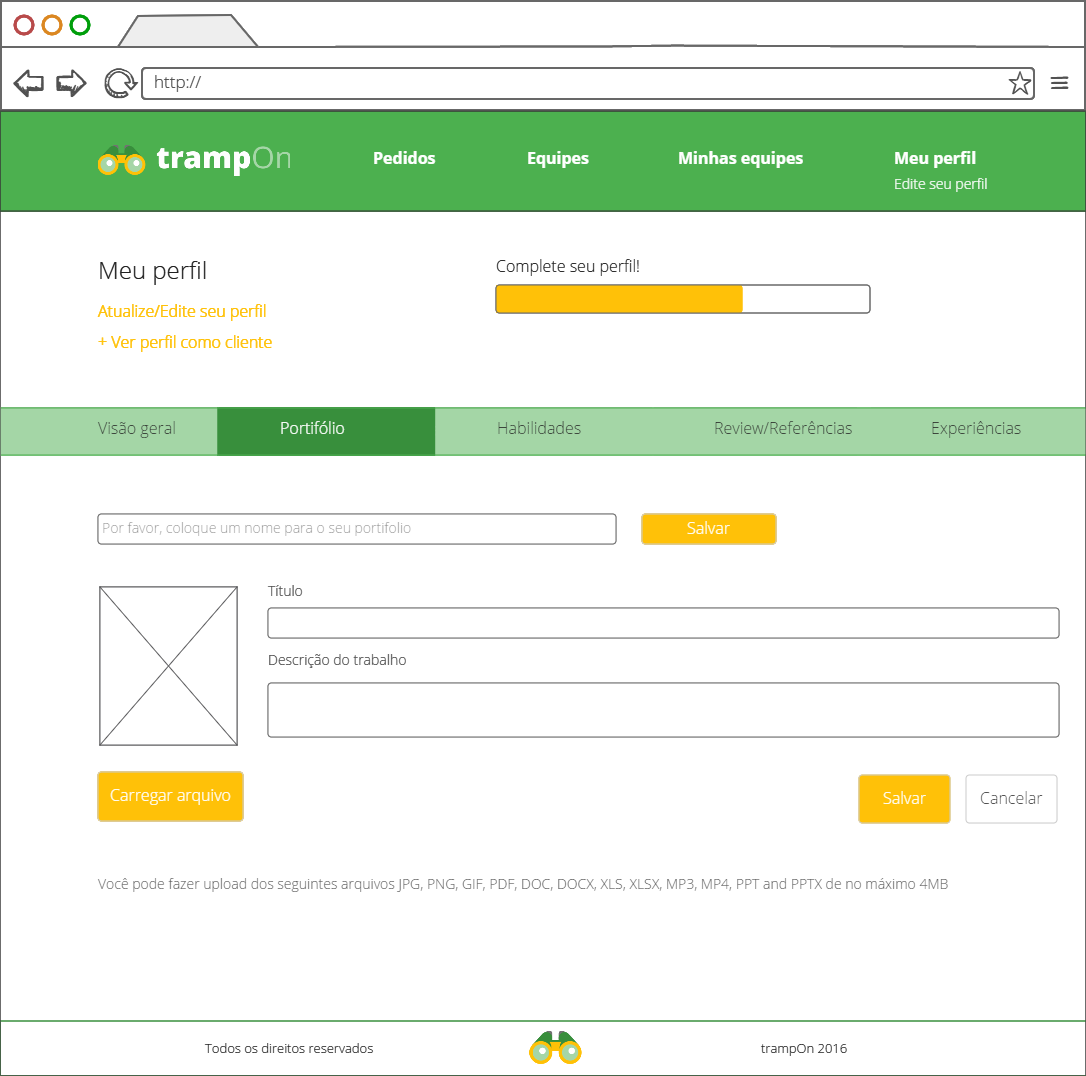 http://
trampOn
Pedidos
Equipes
Minhas equipes
Meu perfil
Edite seu perfil
Meu perfil
Complete seu perfil!
Atualize/Edite seu perfil
+ Ver perfil como cliente
Visão geral
Portifólio
Habilidades
Review/Referências
Experiências
Por favor, coloque um nome para o seu portifolio
Salvar
Título
Descrição do trabalho
Carregar arquivo
Salvar
Cancelar
Você pode fazer upload dos seguintes arquivos JPG, PNG, GIF, PDF, DOC, DOCX, XLS, XLSX, MP3, MP4, PPT and PPTX de no máximo 4MB
Todos os direitos reservados
trampOn 2016